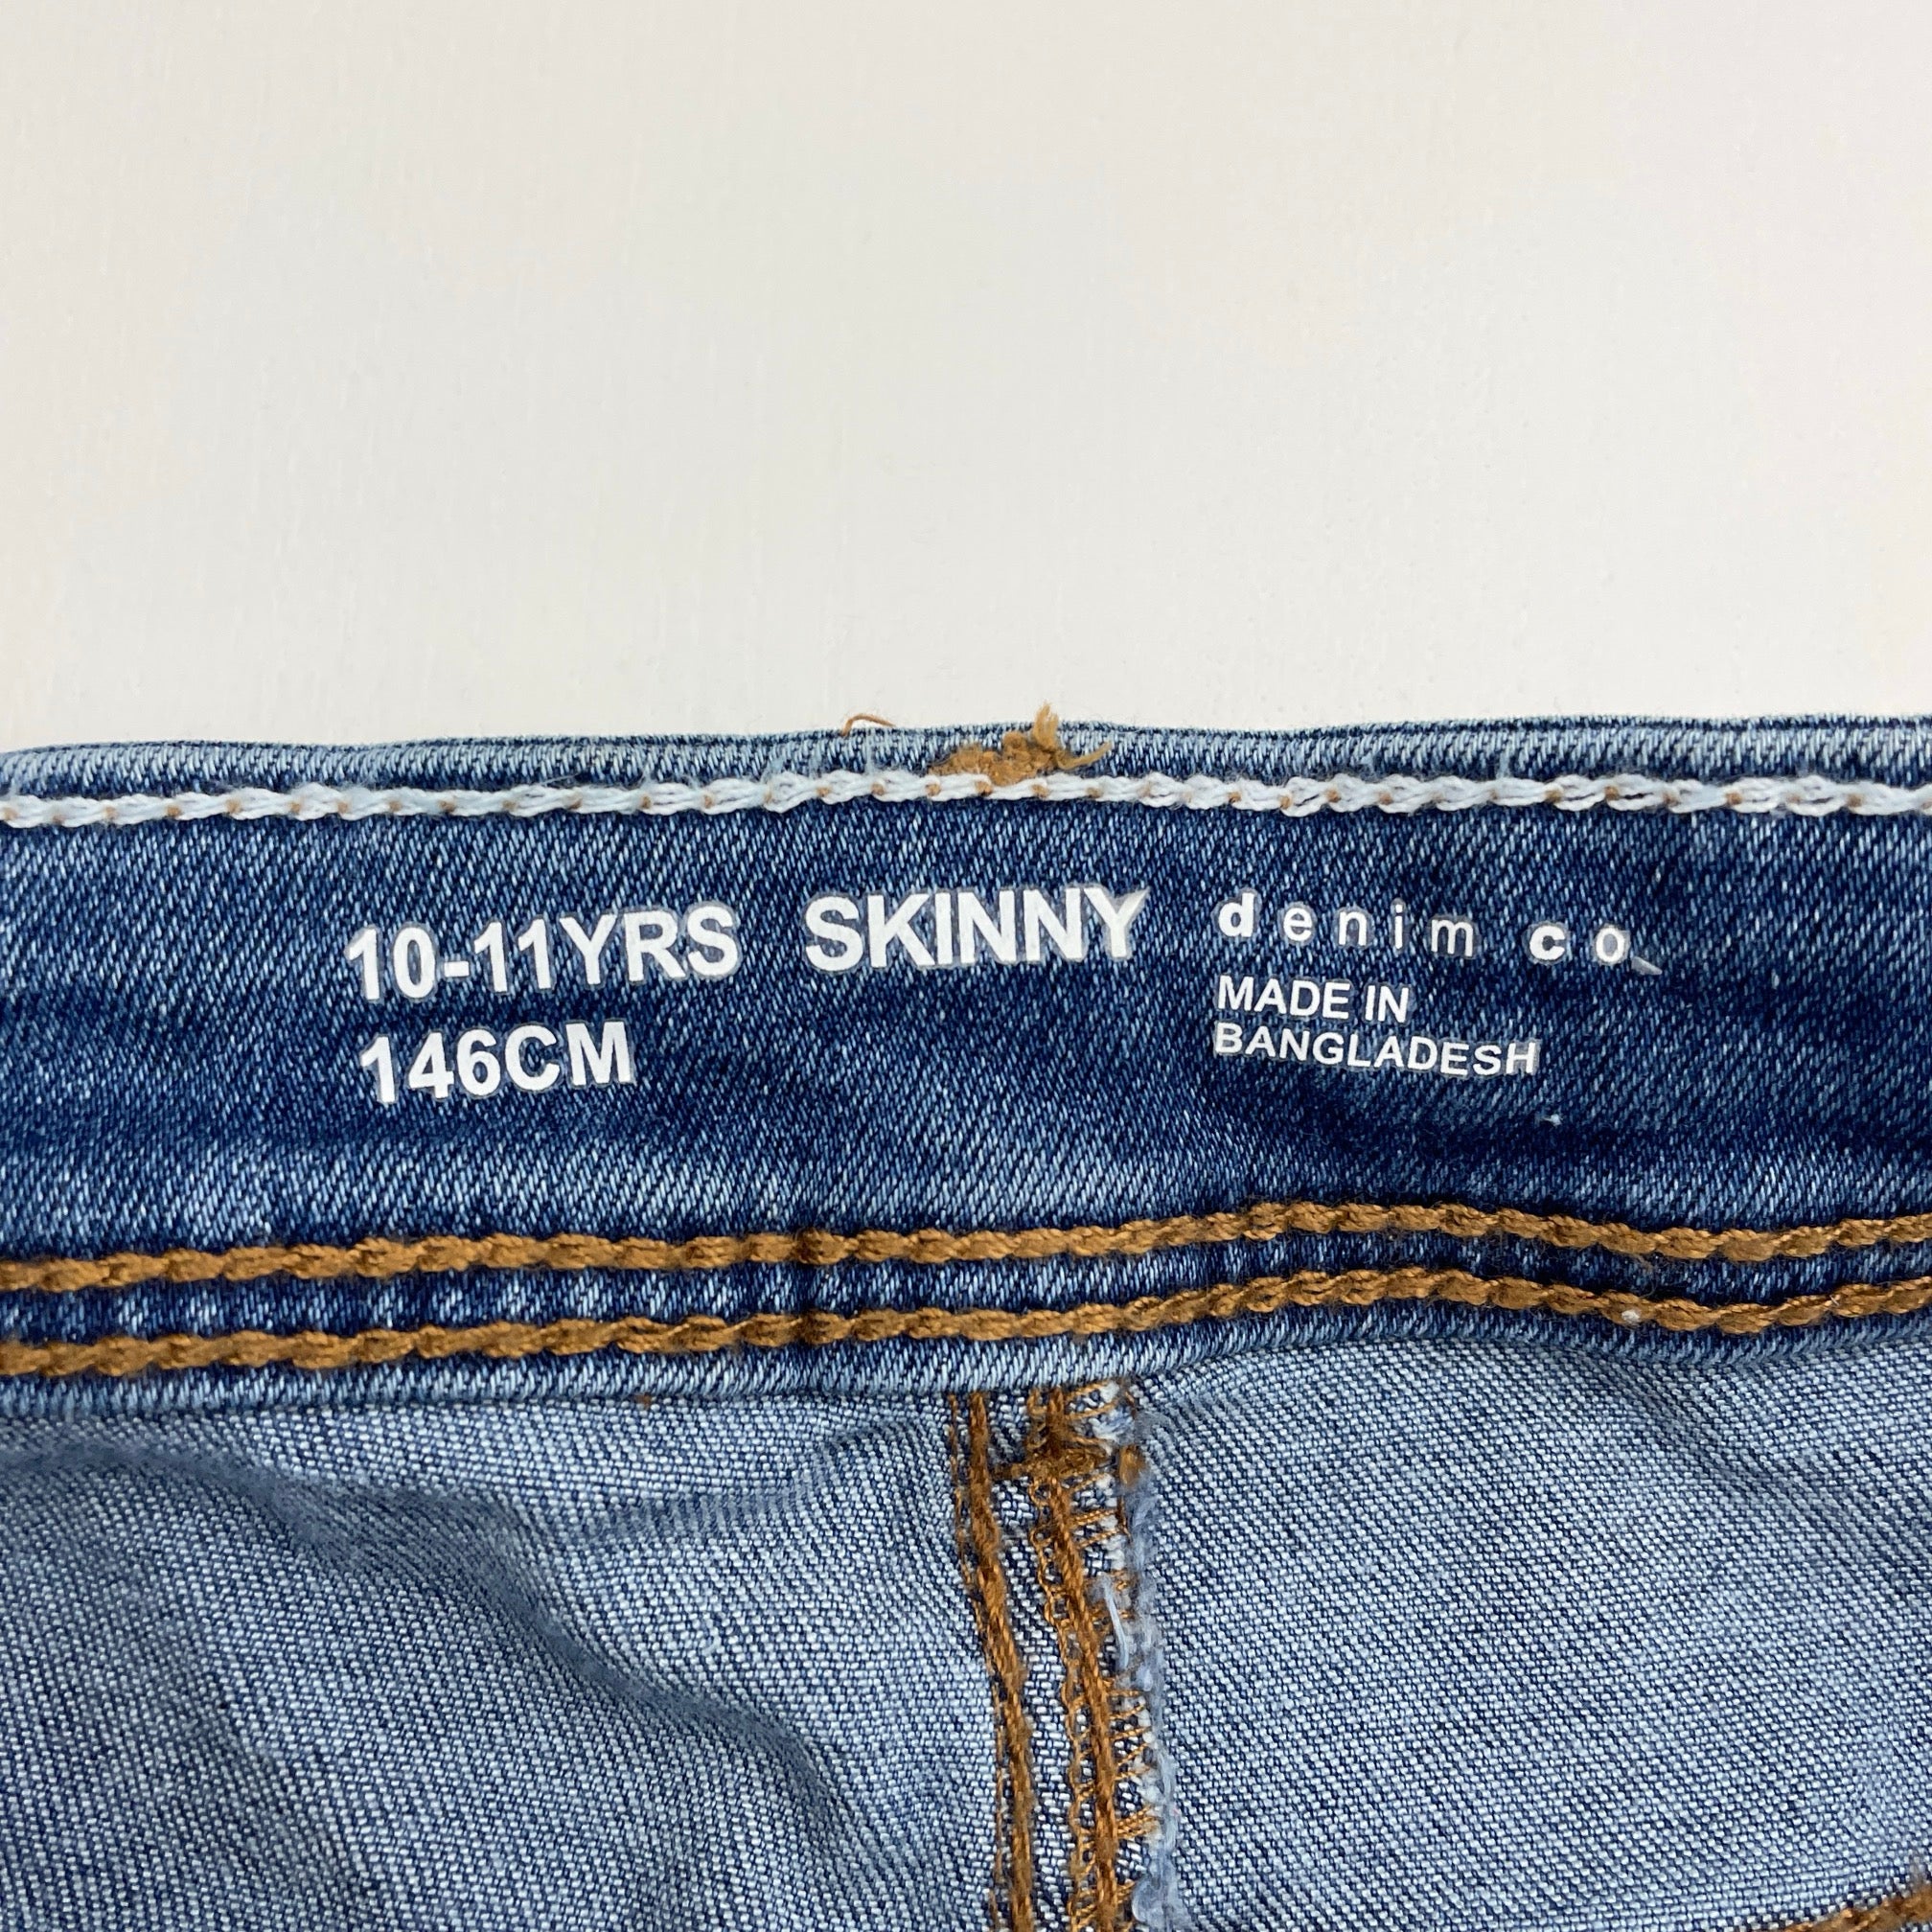 10-11YRS SKINNY denim co.
146CM
MADE IN
BANGLADESH